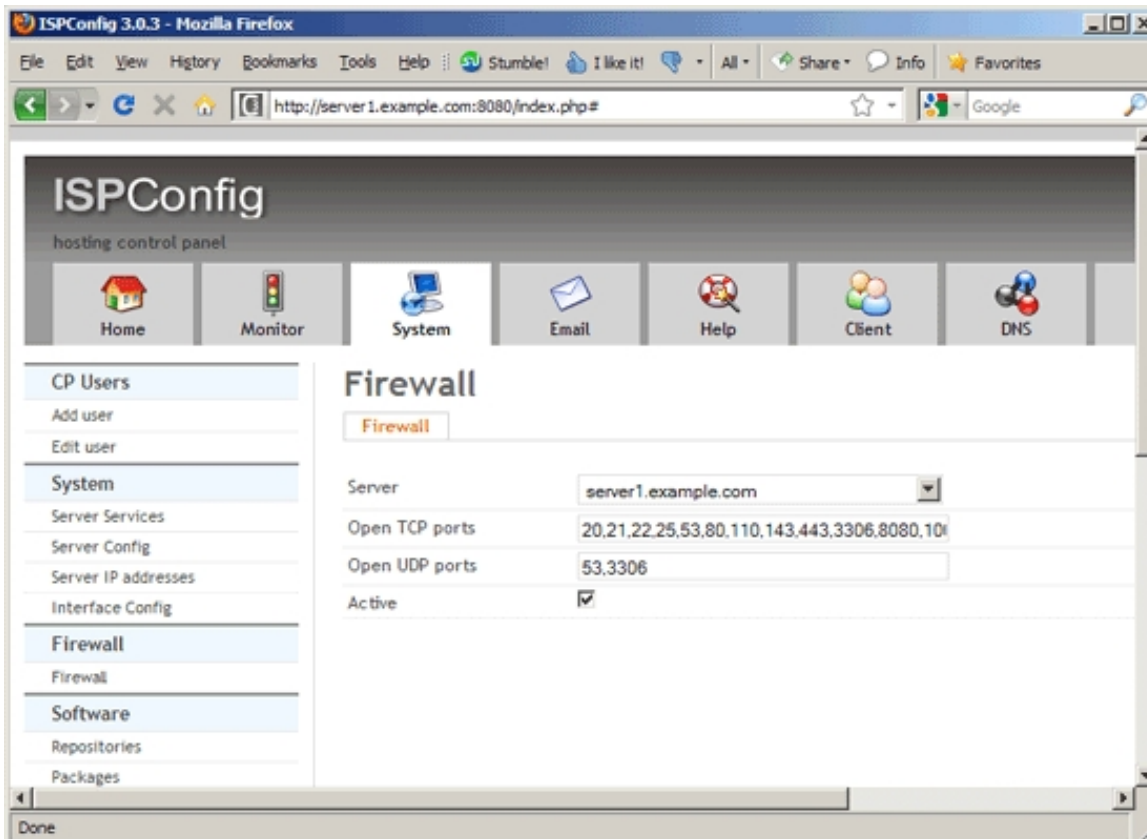 ISPConfig 3.0.3 - Mozilla Firefox
File Edit View History Bookmarks Tools Help Stumble! I like it! All Share Info Favorites
http://server1.example.com:8080/index.php# Google
ISPConfig
hosting control panel
Home Monitor System Email Help Client DNS
CP Users
Add user
Edit user
System
Server Services
Server Config
Server IP addresses
Interface Config
Firewall
Firewall
Software
Repositories
Packages
Firewall
Firewall
Server server1.example.com
Open TCP ports 20,21,22,25,53,80,110,143,443,3306,8080,10
Open UDP ports 53,3306
Active
Done